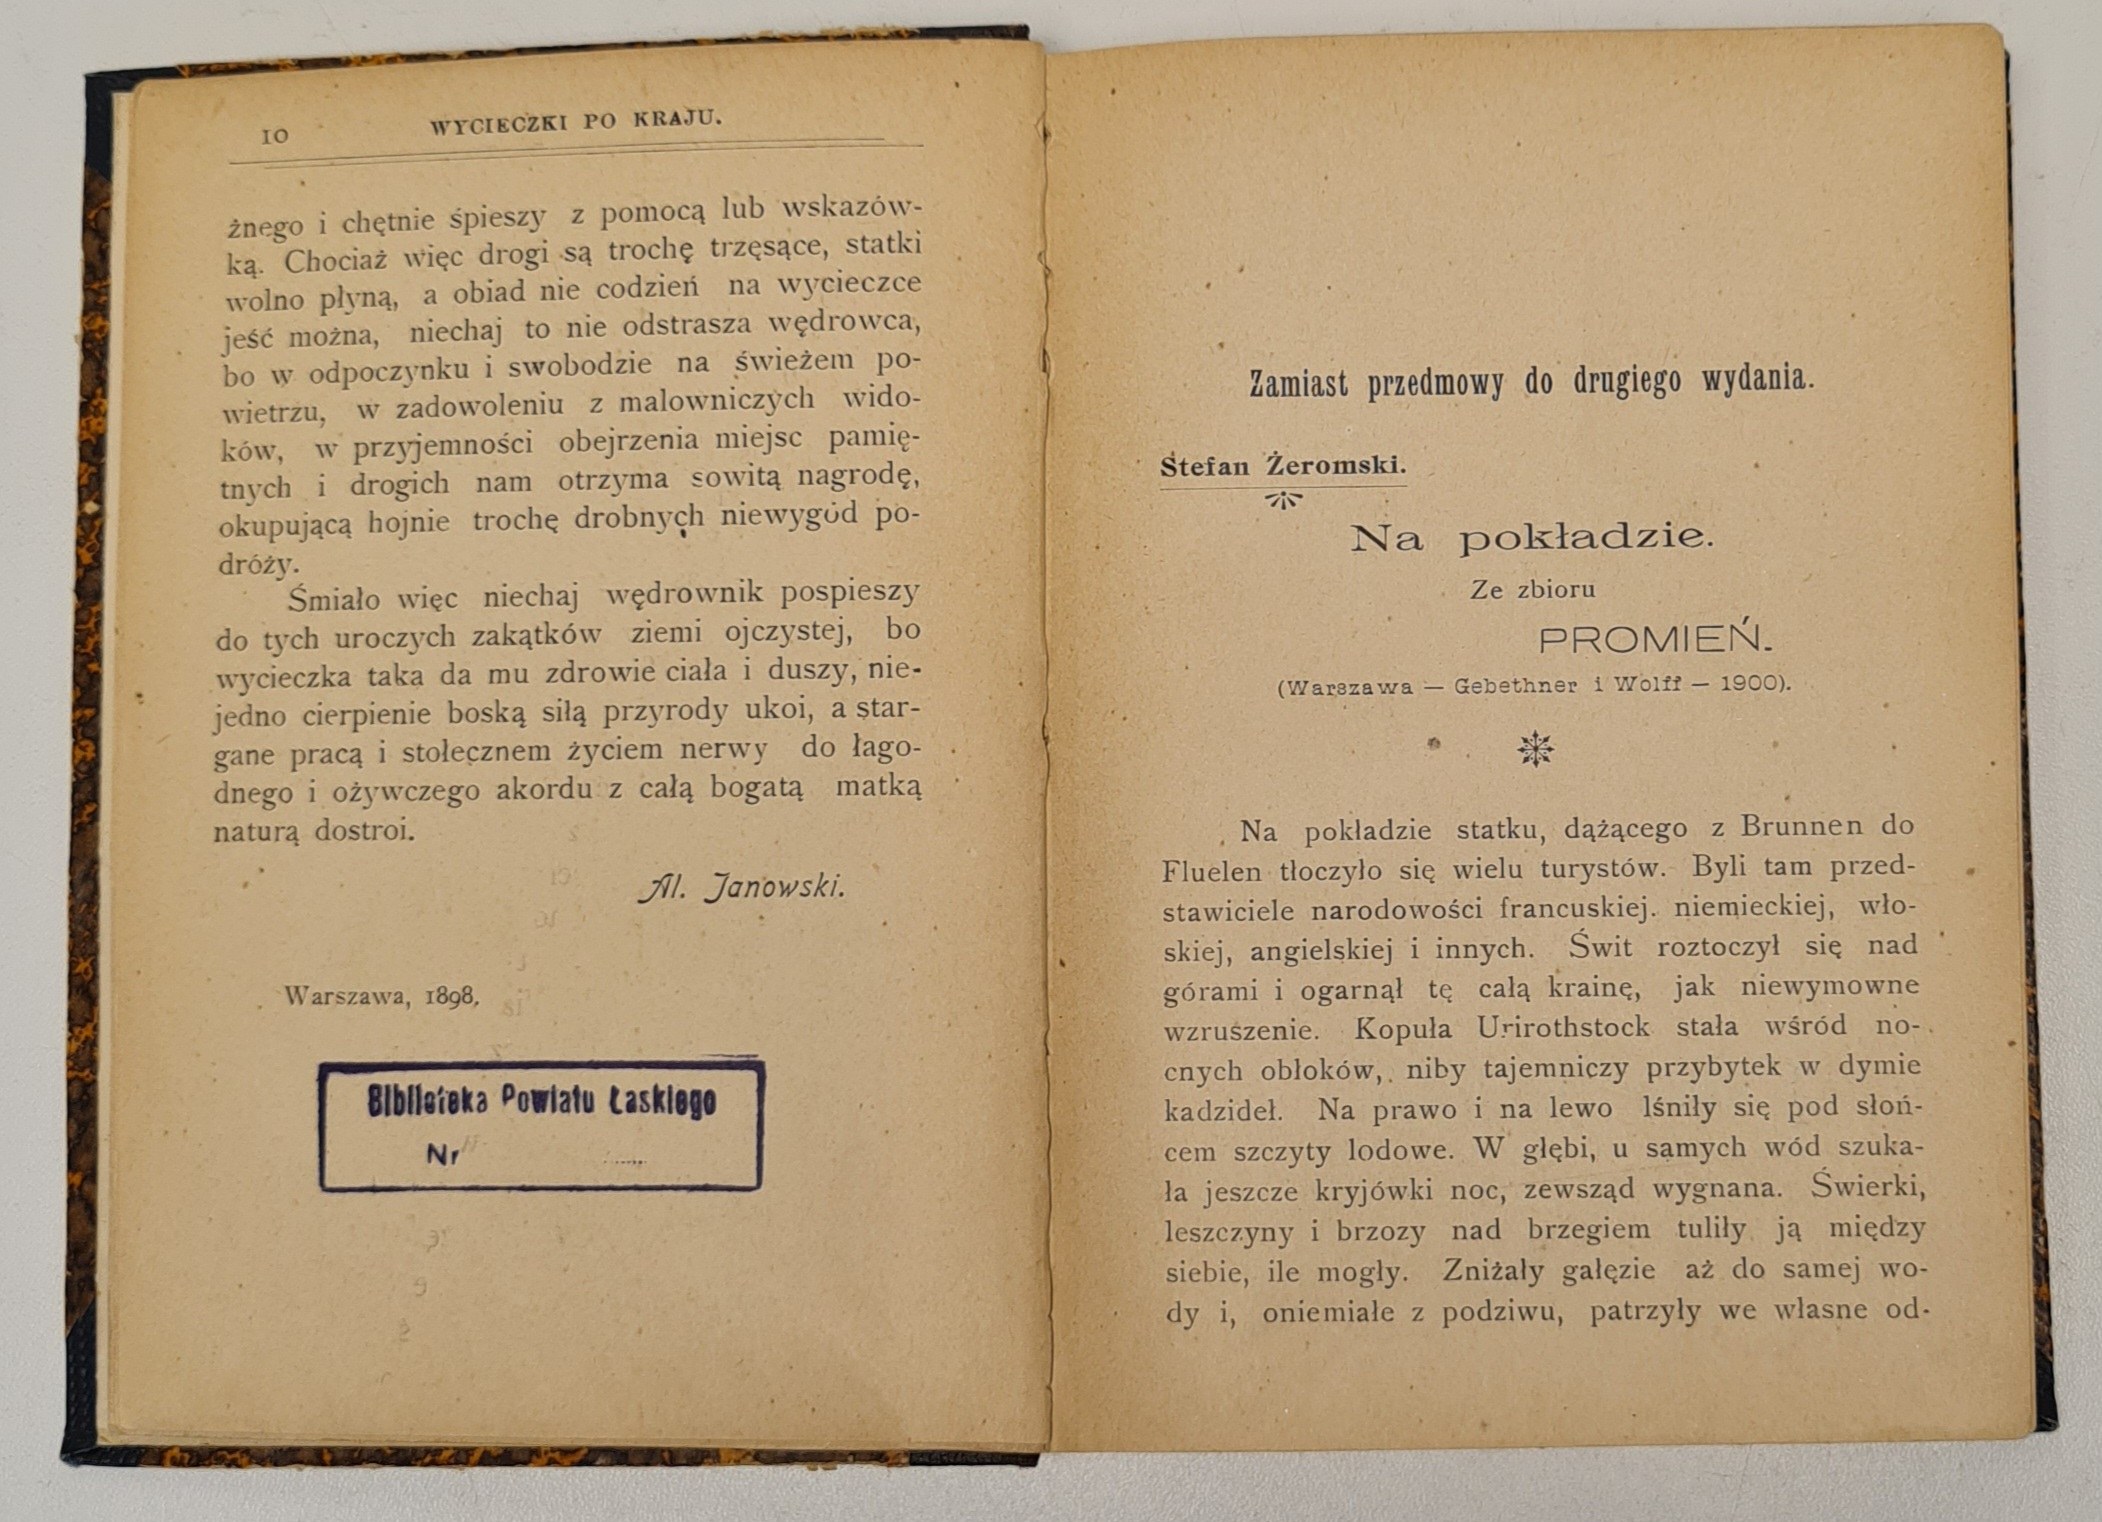 10 WYCIECZKI PO KRAJU.
żnego i chętnie śpieszy z pomocą lub wskazów-
ką. Chociaż więc drogi są trochę trzęsące, statki
wolno płyną, a obiad nie codzień na wycieczce
jeść można, niechaj to nie odstrasza wędrowca,
bo w odpoczynku i swobodzie na świeżem po-
wietrzu, w zadowoleniu z malowniczych wido-
ków, w przyjemności obejrzenia miejsc pamię-
tnych i drogich nam otrzyma sowitą nagrodę,
okupującą hojnie trochę drobnych niewygód po-
dróży.
Śmiało więc niechaj wędrownik pospieszy
do tych uroczych zakątków ziemi ojczystej, bo
wycieczka taka da mu zdrowie ciała i duszy, nie-
jedno cierpienie boską siłą przyrody ukoi, a star-
gane pracą i stołecznem życiem nerwy do łago-
dnego i ożywczego akordu z całą bogatą matką
naturą dostroi.
Al. Janowski.
Warszawa, 1898.
Biblioteka Powiatu Łaskiego
Nr ........
Zamiast przedmowy do drugiego wydania.
Stefan Żeromski.
Na pokładzie.
Ze zbioru
PROMIEŃ.
(Warszawa — Gebethner i Wolff — 1900).
Na pokładzie statku, dążącego z Brunnen do
Fluelen tłoczyło się wielu turystów. Byli tam przed-
stawiciele narodowości francuskiej. niemieckiej, wło-
skiej, angielskiej i innych. Świt roztoczył się nad
górami i ogarnął tę całą krainę, jak niewymowne
wzruszenie. Kopuła Urirothstock stała wśród no-
cnych obłoków, niby tajemniczy przybytek w dymie
kadzideł. Na prawo i na lewo lśniły się pod słoń-
cem szczyty lodowe. W głębi, u samych wód szuka-
ła jeszcze kryjówki noc, zewsząd wygnana. Świerki,
leszczyny i brzozy nad brzegiem tuliły ją między
siebie, ile mogły. Zniżały gałęzie aż do samej wo-
dy i, oniemiałe z podziwu, patrzyły we własne od-